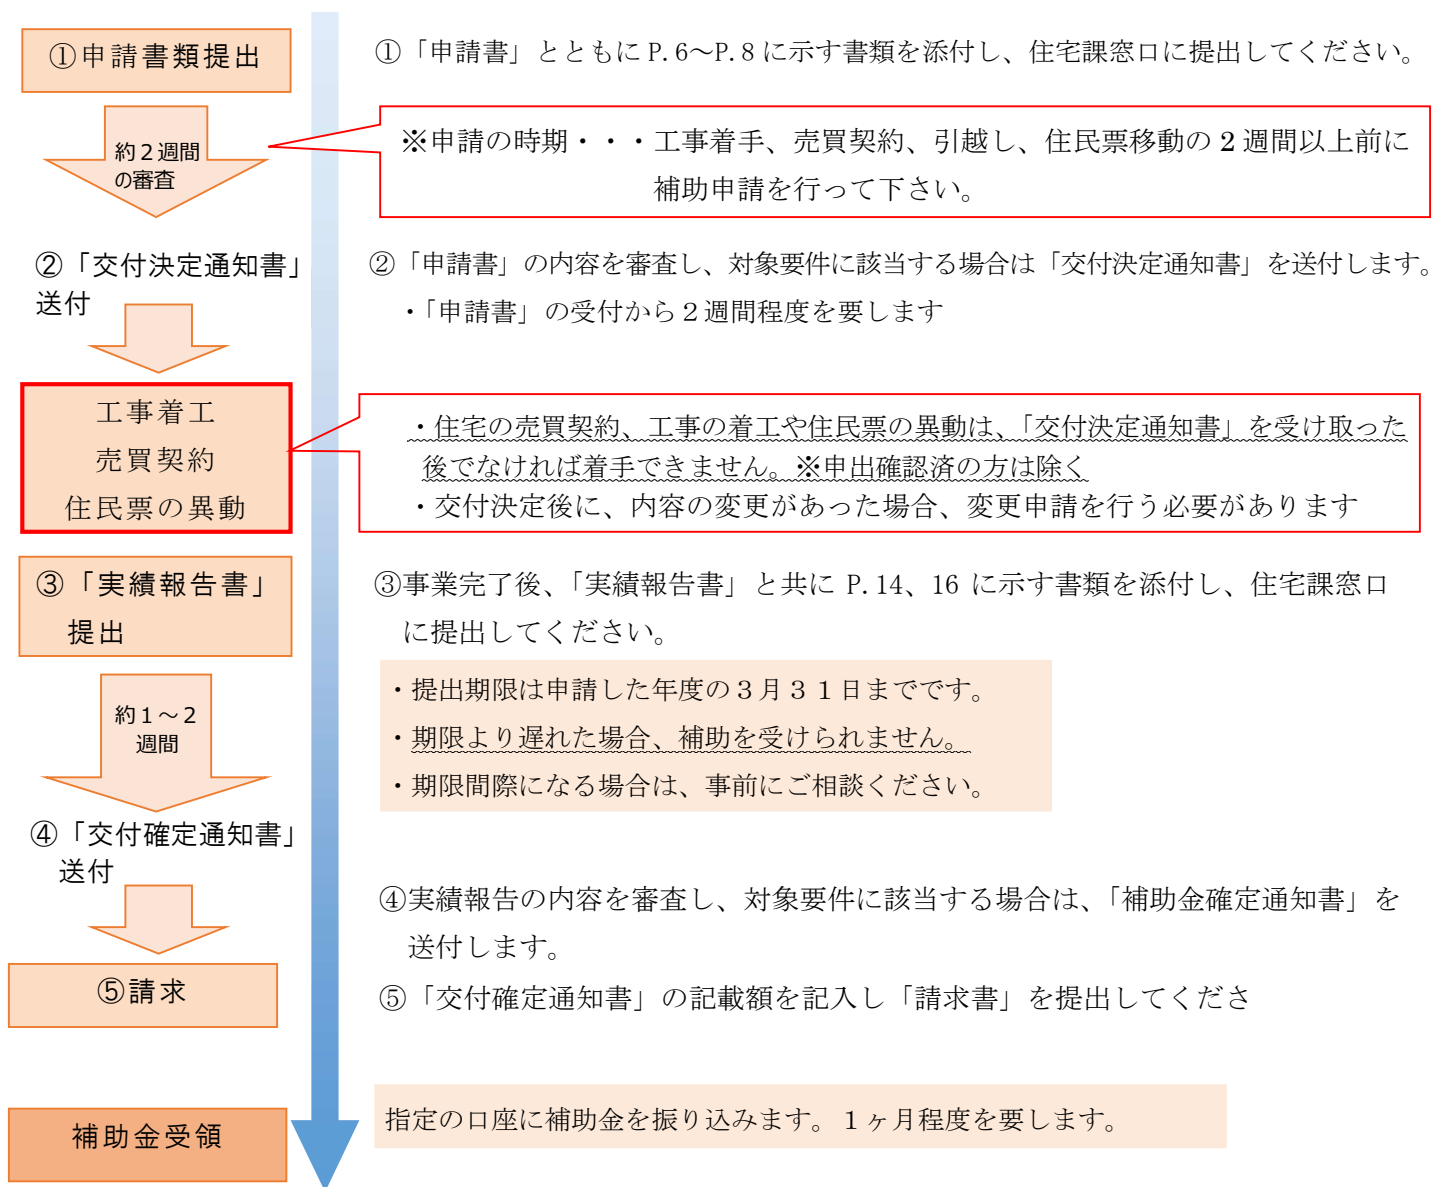 ①申請書類提出
①「申請書」とともに P.6～P.8 に示す書類を添付し、住宅課窓口に提出してください。
約２週間
の審査
※申請の時期・・・工事着手、売買契約、引越し、住民票移動の 2 週間以上前に
補助申請を行って下さい。
②「交付決定通知書」
送付
②「申請書」の内容を審査し、対象要件に該当する場合は「交付決定通知書」を送付します。
・「申請書」の受付から２週間程度を要します
工事着工
売買契約
住民票の異動
・住宅の売買契約、工事の着工や住民票の異動は、「交付決定通知書」を受け取った
後でなければ着手できません。※申出確認済の方は除く
・交付決定後に、内容の変更があった場合、変更申請を行う必要があります
③「実績報告書」
提出
③事業完了後、「実績報告書」と共に P.14、16 に示す書類を添付し、住宅課窓口
に提出してください。
・提出期限は申請した年度の３月３１日までです。
・期限より遅れた場合、補助を受けられません。
・期限間際になる場合は、事前にご相談ください。
約１～２
週間
④「交付確定通知書」
送付
④実績報告の内容を審査し、対象要件に該当する場合は、「補助金確定通知書」を
送付します。
⑤請求
⑤「交付確定通知書」の記載額を記入し「請求書」を提出してくださ
補助金受領
指定の口座に補助金を振り込みます。１ヶ月程度を要します。